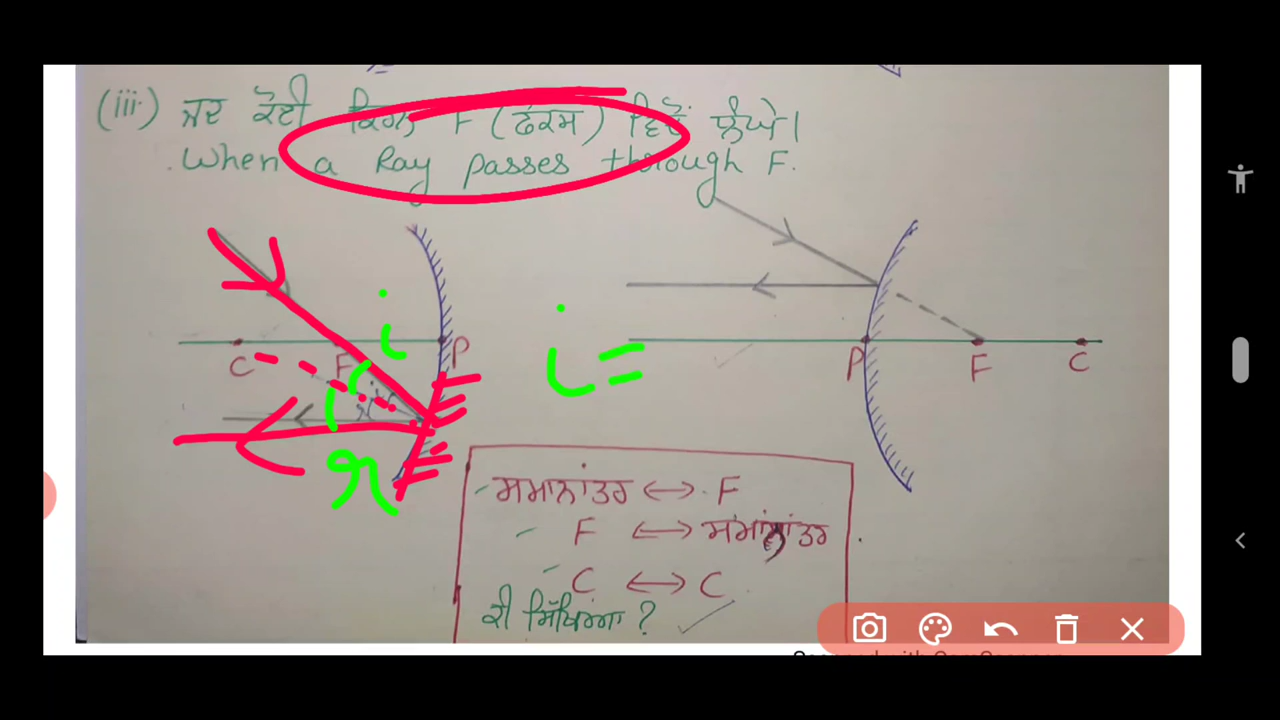 (iii) ਜਦ ਕੋਈ ਕਿਰਨ F (ਫੋਕਸ) ਵਿਚੋਂ ਲੰਘੇ।
When a Ray passes through F.
i
C F P
r
i =
P F C
ਸਮਾਨਾਂਤਰ ⟷ F
F ⟷ ਸਮਾਨਾਂਤਰ
C ⟷ C
ਕੀ ਸਿੱਖਿਆ ?